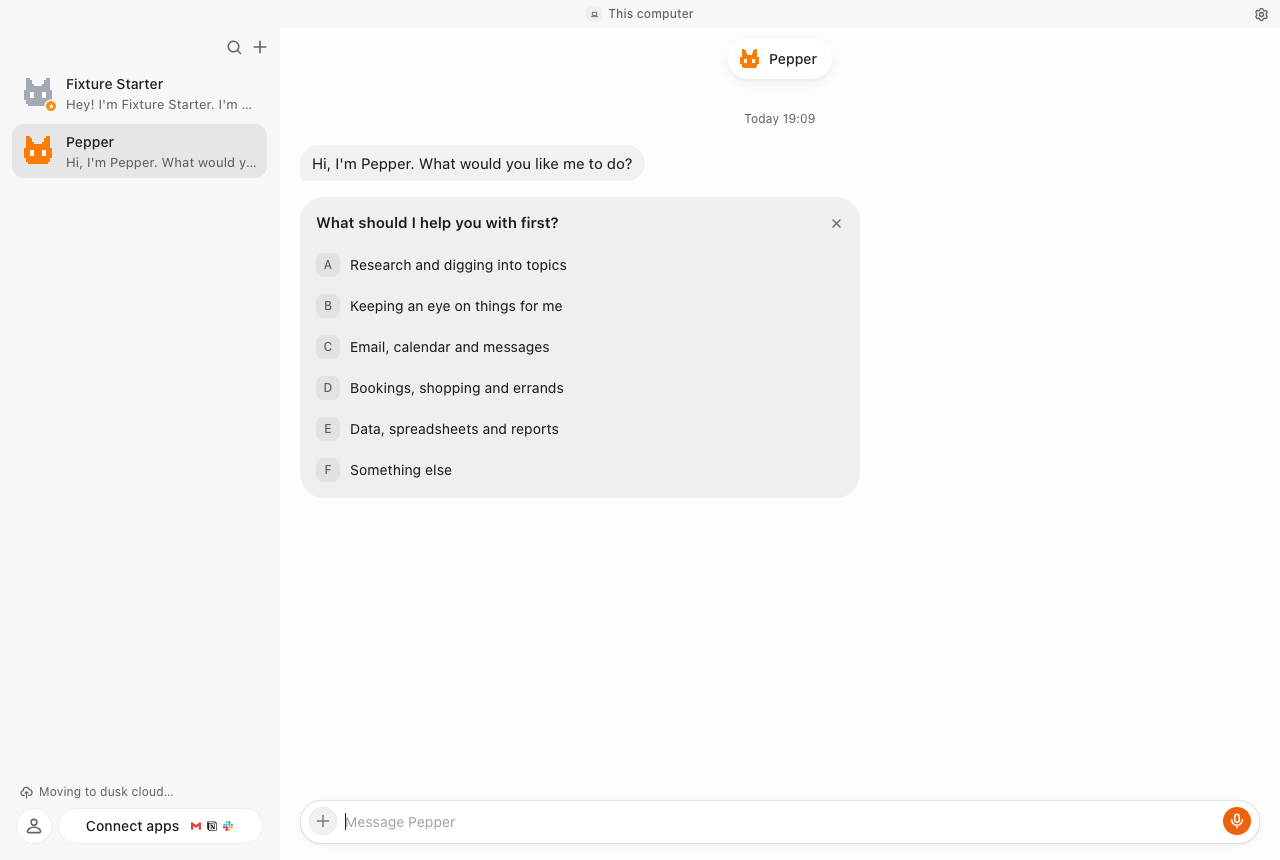 This computer
Fixture Starter
Hey! I'm Fixture Starter. I'm ...
Pepper
Hi, I'm Pepper. What would y...
Moving to dusk cloud...
Connect apps
Pepper
Today 19:09
Hi, I'm Pepper. What would you like me to do?
What should I help you with first?
A Research and digging into topics
B Keeping an eye on things for me
C Email, calendar and messages
D Bookings, shopping and errands
E Data, spreadsheets and reports
F Something else
Message Pepper